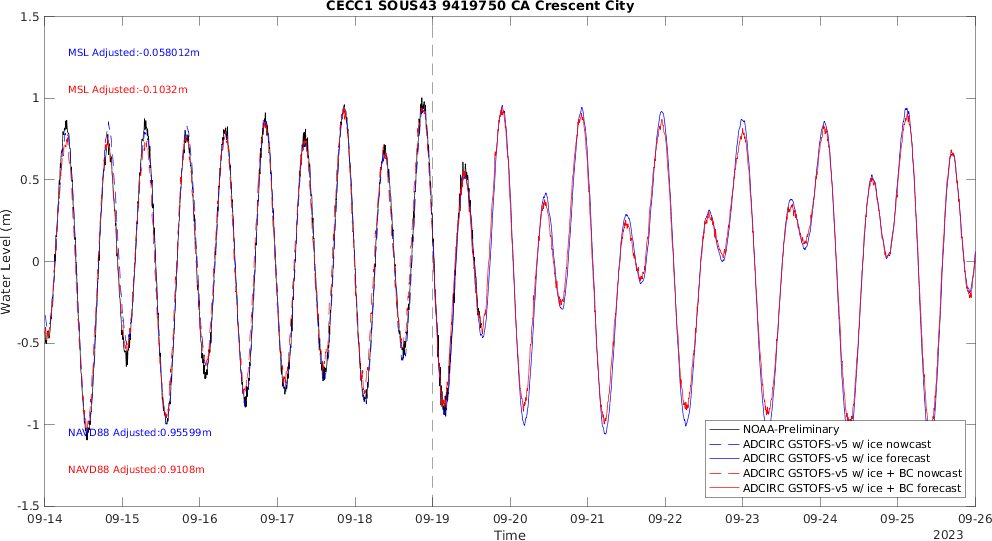 CECC1 SOUS43 9419750 CA Crescent City
1.5
MSL Adjusted:-0.058012m
MSL Adjusted:-0.1032m
1
0.5
0
Water Level (m)
-0.5
-1
NAVD88 Adjusted:0.95599m
NAVD88 Adjusted:0.9108m
-1.5
NOAA-Preliminary
ADCIRC GSTOFS-v5 w/ ice nowcast
ADCIRC GSTOFS-v5 w/ ice forecast
ADCIRC GSTOFS-v5 w/ ice + BC nowcast
ADCIRC GSTOFS-v5 w/ ice + BC forecast
09-14 09-15 09-16 09-17 09-18 09-19 09-20 09-21 09-22 09-23 09-24 09-25 09-26
Time
2023